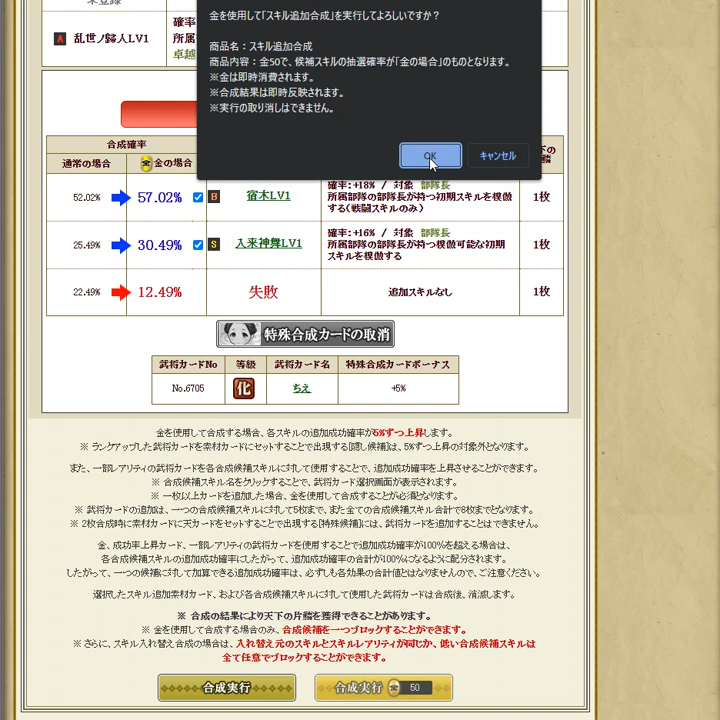 未登録
A 乱世ノ歸人LV1
確率
所属
卓越
金を使用して「スキル追加合成」を実行してよろしいですか？
商品名：スキル追加合成
商品内容：金50で、候補スキルの抽選確率が「金の場合」のものとなります。
※金は即時消費されます。
※合成結果は即時反映されます。
※実行の取り消しはできません。
OK キャンセル
合成確率
通常の場合 金の場合
52.02% 57.02% B 宿木LV1
確率：+18% / 対象 部隊長
所属部隊の部隊長が持つ初期スキルを模倣
する（戦闘スキルのみ）
1枚
25.49% 30.49% S 入来神舞LV1
確率：+16% / 対象 部隊長
所属部隊の部隊長が持つ模倣可能な初期
スキルを模倣する
1枚
22.49% 12.49% 失敗 追加スキルなし 1枚
特殊合成カードの取消
武将カードNo 等級 武将カード名 特殊合成カードボーナス
No.6705 化 ちえ +5%
金を使用して合成する場合、各スキルの追加成功確率が5%ずつ上昇します。
※ ランクアップした武将カードを素材カードにセットすることで出現する[隠し候補]は、5%ずつ上昇の対象外となります。
また、一部レアリティの武将カードを各合成候補スキルに対して使用することで、追加成功確率を上昇させることができます。
※ 合成候補スキル名をクリックすることで、武将カード選択画面が表示されます。
※ 一枚以上カードを追加した場合、金を使用して合成することが必須となります。
※ 武将カードの追加は、一つの合成候補スキルに対して5枚まで、また全ての合成候補スキル合計で8枚までとなります。
※ 2枚合成時に素材カードに天カードをセットすることで出現する[特殊候補]には、武将カードを追加することはできません。
金、成功率上昇カード、一部レアリティの武将カードを使用することで追加成功確率が100%を超える場合は、
各合成候補スキルの追加成功確率にしたがって、追加成功確率の合計が100%になるように配分されます。
したがって、一つの候補に対して加算できる追加成功確率は、必ずしも各効果の合計値とはなりませんので、ご注意ください。
選択したスキル追加素材カード、および各合成候補スキルに対して使用した武将カードは合成後、消滅します。
※ 合成の結果により天下の片鱗を獲得できることがあります。
※ 金を使用して合成する場合のみ、合成候補を一つブロックすることができます。
※ さらに、スキル入れ替え合成の場合は、入れ替え元のスキルとスキルレアリティが同じか、低い合成候補スキルは
全て任意でブロックすることができます。
合成実行 合成実行 金 50